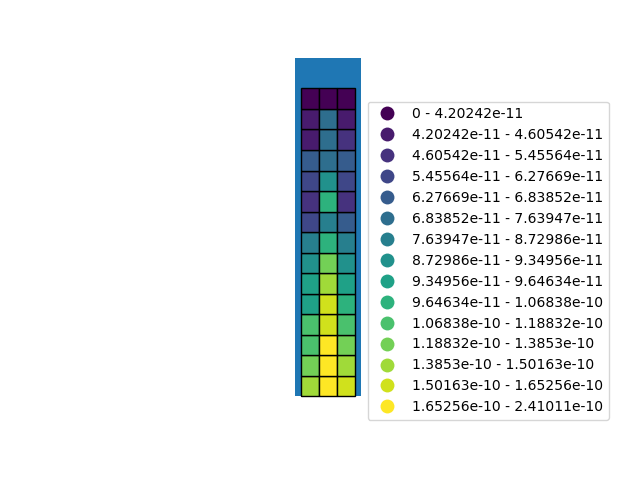 0 - 4.20242e-11
4.20242e-11 - 4.60542e-11
4.60542e-11 - 5.45564e-11
5.45564e-11 - 6.27669e-11
6.27669e-11 - 6.83852e-11
6.83852e-11 - 7.63947e-11
7.63947e-11 - 8.72986e-11
8.72986e-11 - 9.34956e-11
9.34956e-11 - 9.64634e-11
9.64634e-11 - 1.06838e-10
1.06838e-10 - 1.18832e-10
1.18832e-10 - 1.3853e-10
1.3853e-10 - 1.50163e-10
1.50163e-10 - 1.65256e-10
1.65256e-10 - 2.41011e-10